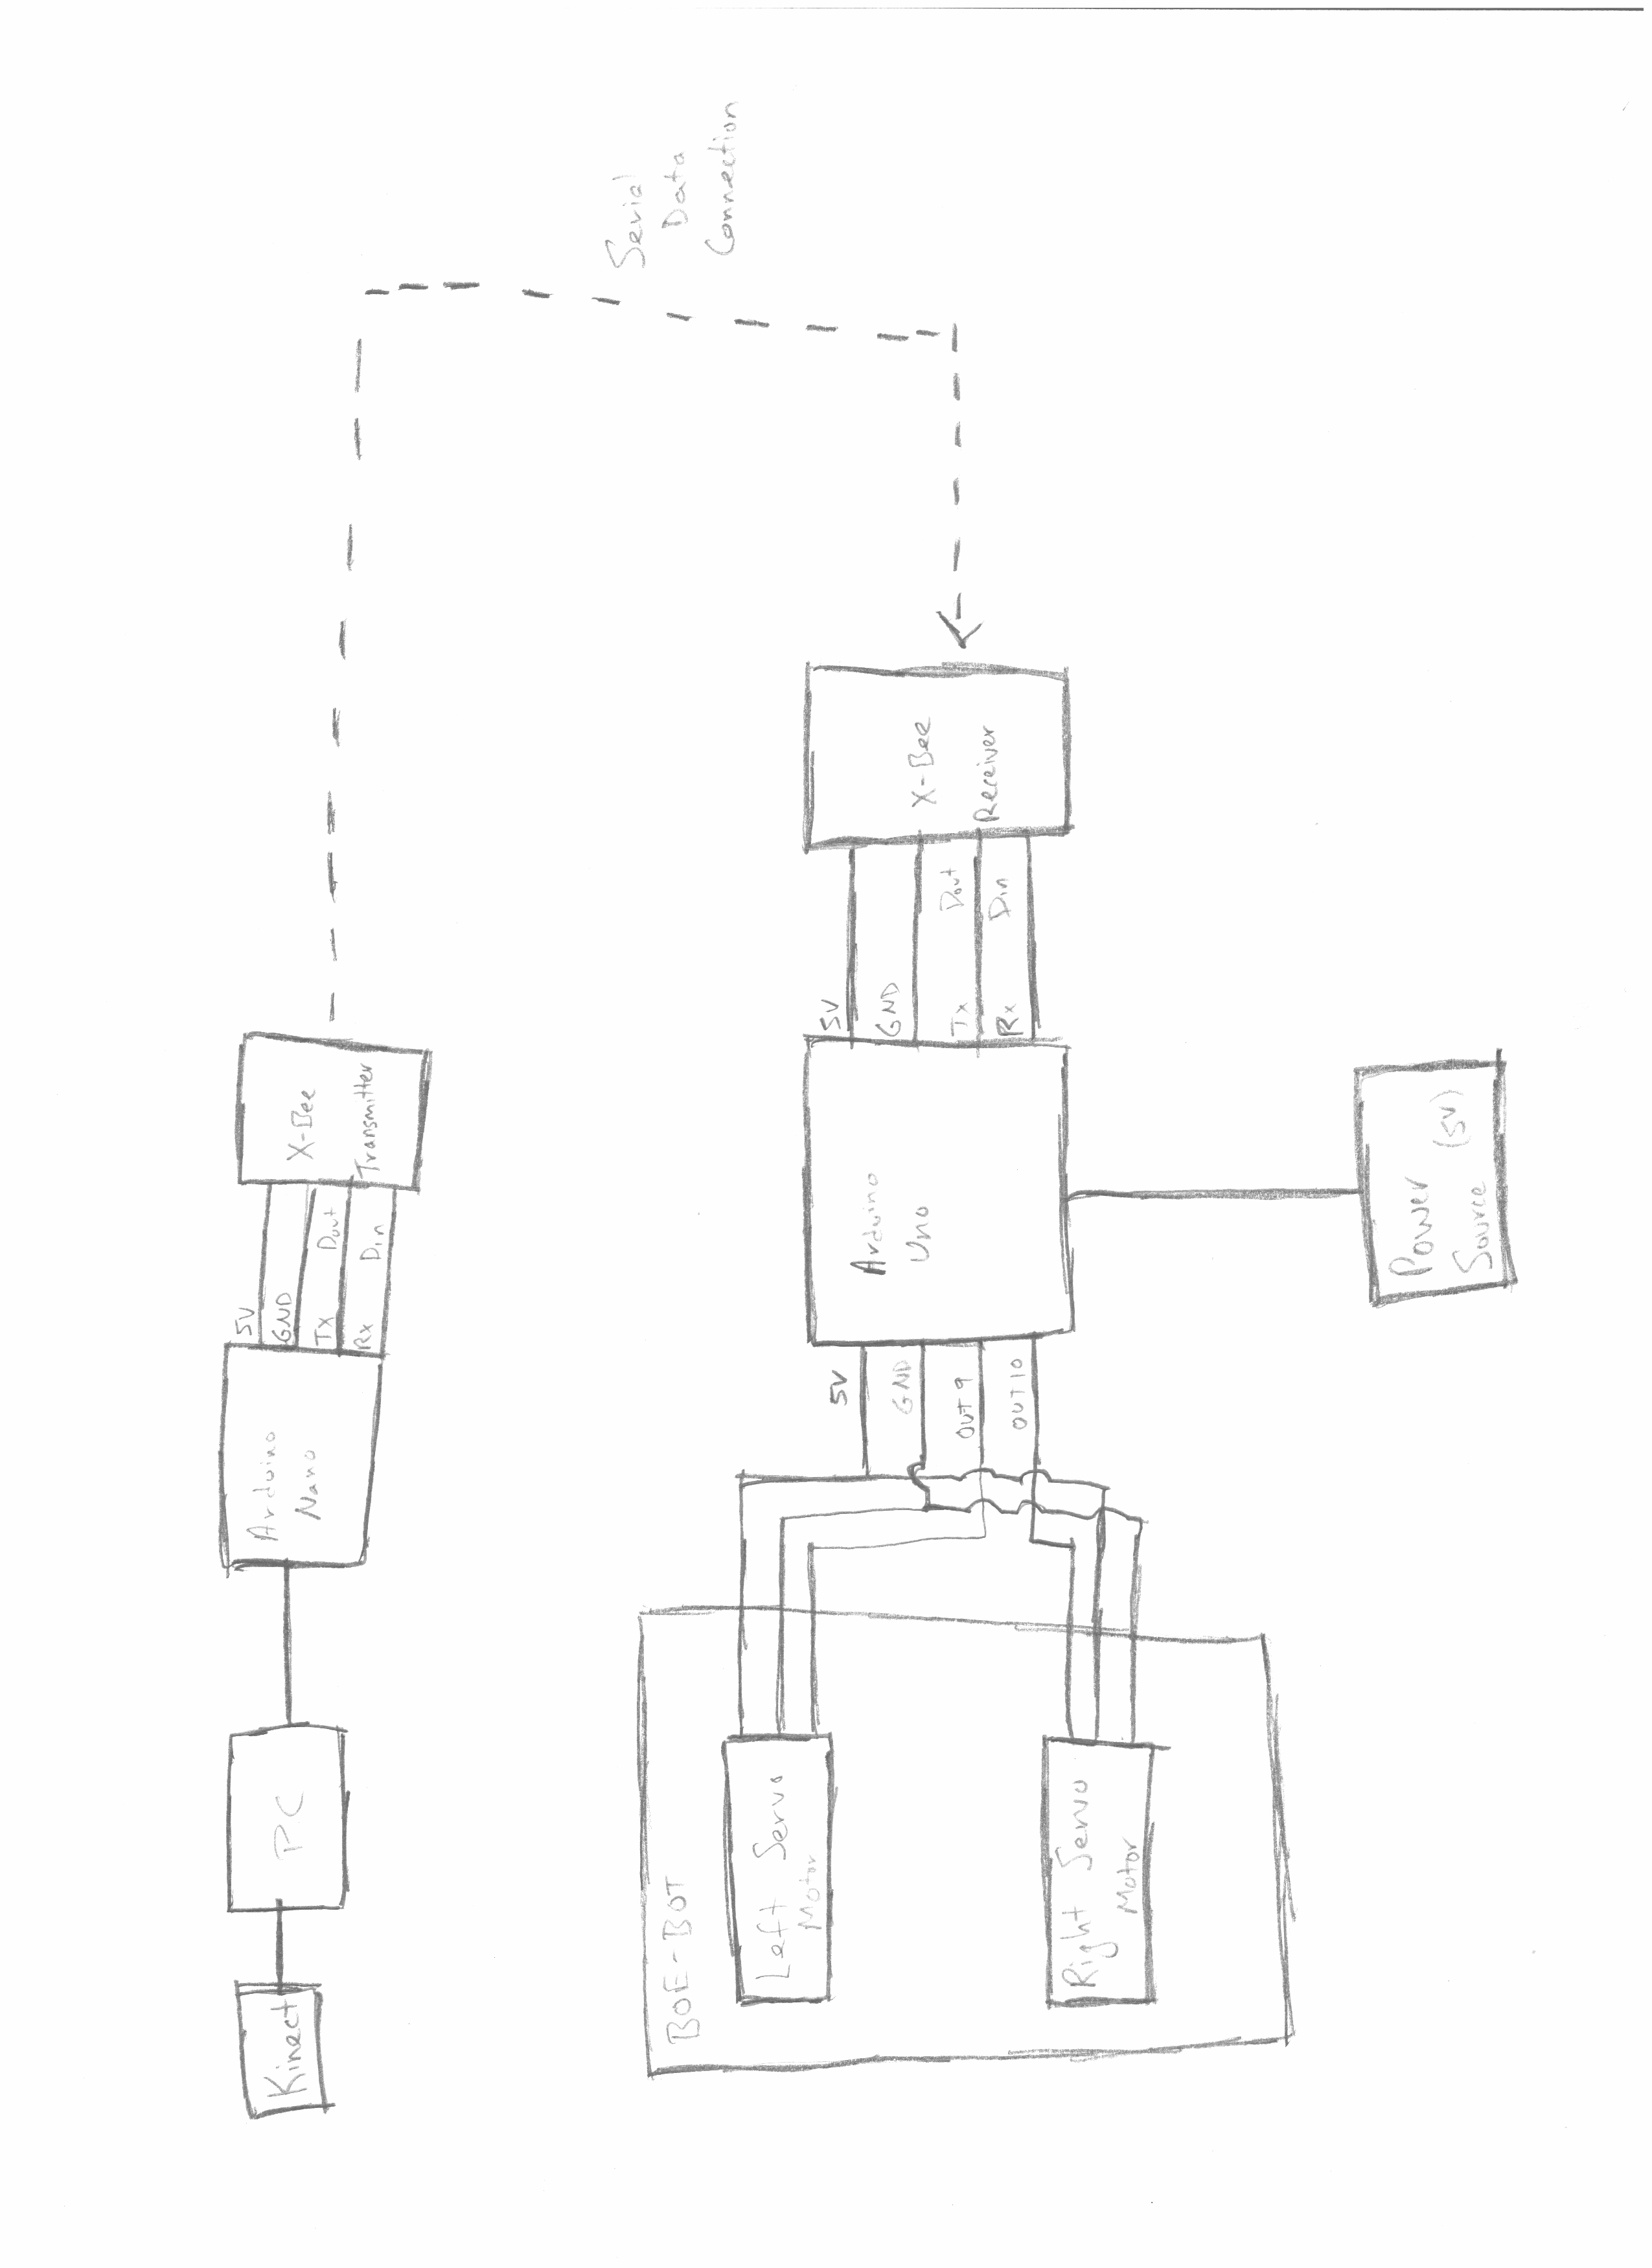 Kinect
PC
Arduino
Nano
5V
GND
Tx
Rx
Dout
Din
X-Bee
Transmitter
Serial
Data
Connection
BOE-BOT
Left Servo
Motor
Right Servo
Motor
5V
GND
OUT 9
OUT 10
Arduino
Uno
5V
GND
Tx
Rx
Dout
Din
X-Bee
Receiver
Power
Source (5V)